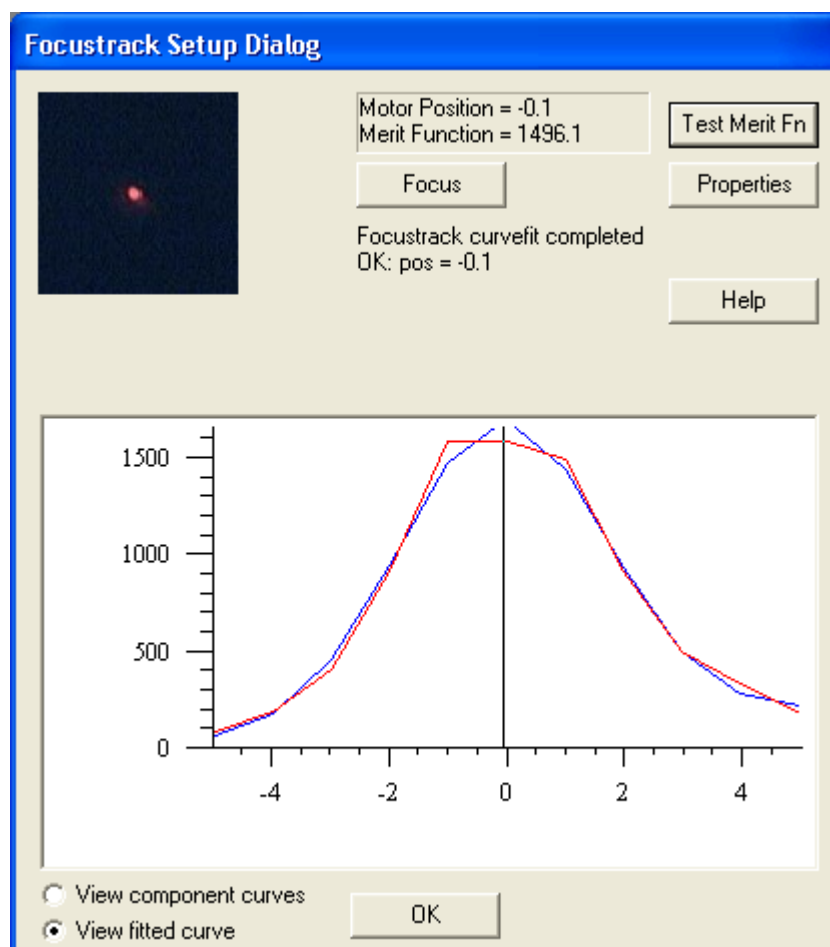 Focustrack Setup Dialog
Motor Position = -0.1
Merit Function = 1496.1
Test Merit Fn
Focus
Properties
Focustrack curvefit completed
OK: pos = -0.1
Help
1500
1000
500
0
-4 -2 0 2 4
View component curves
View fitted curve
OK